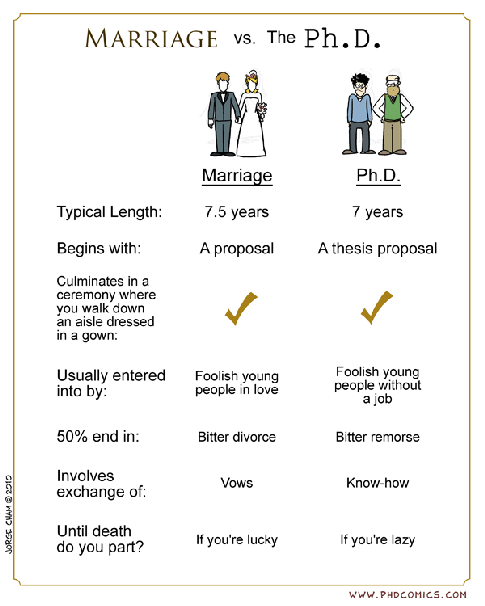 MARRIAGE vs. The Ph.D.
Marriage Ph.D.
Typical Length: 7.5 years 7 years
Begins with: A proposal A thesis proposal
Culminates in a
ceremony where
you walk down
an aisle dressed
in a gown:
Usually entered
into by:
Foolish young
people in love
Foolish young
people without
a job
50% end in: Bitter divorce Bitter remorse
Involves
exchange of:
Vows Know-how
Until death
do you part?
If you're lucky If you're lazy
JORGE CHAM © 2010
WWW.PHDCOMICS.COM